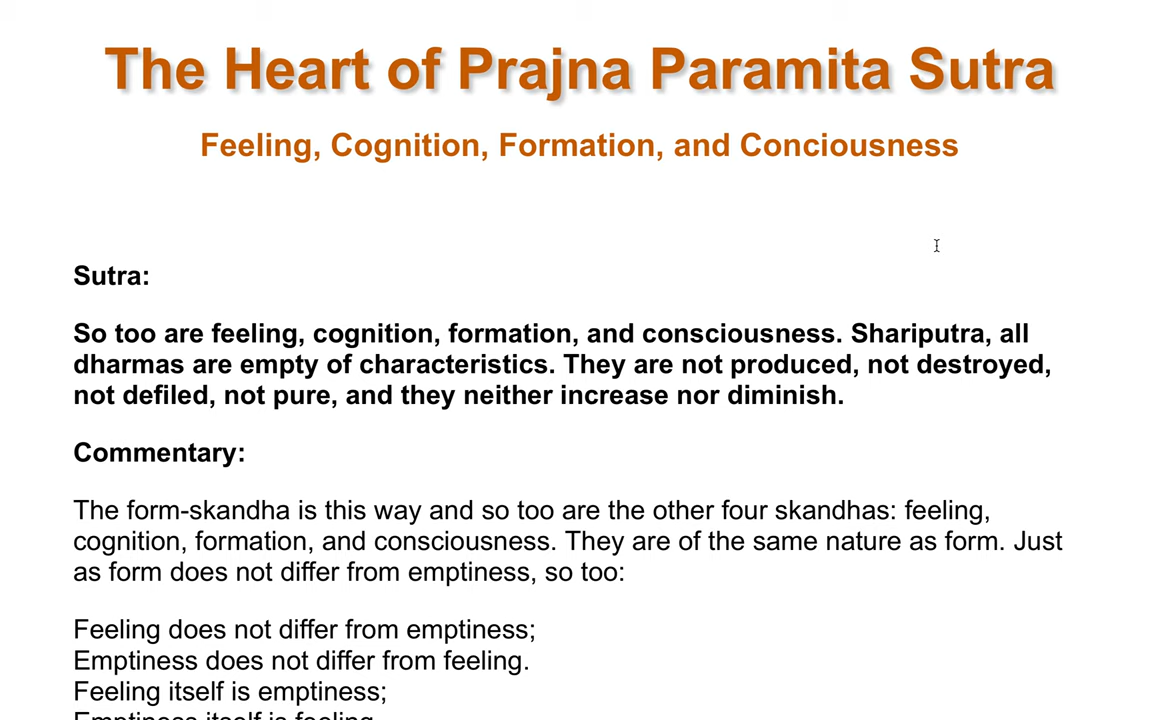 The Heart of Prajna Paramita Sutra
Feeling, Cognition, Formation, and Conciousness
Sutra:
So too are feeling, cognition, formation, and consciousness. Shariputra, all
dharmas are empty of characteristics. They are not produced, not destroyed,
not defiled, not pure, and they neither increase nor diminish.
Commentary:
The form-skandha is this way and so too are the other four skandhas: feeling,
cognition, formation, and consciousness. They are of the same nature as form. Just
as form does not differ from emptiness, so too:
Feeling does not differ from emptiness;
Emptiness does not differ from feeling.
Feeling itself is emptiness;
Emptiness itself is feeling.